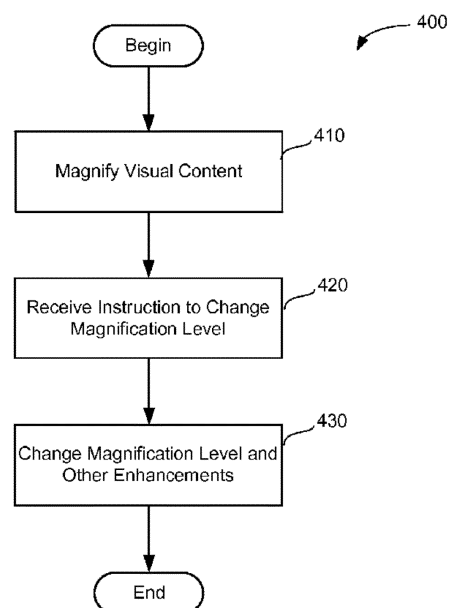 Begin
400
410
Magnify Visual Content
420
Receive Instruction to Change
Magnification Level
430
Change Magnification Level and
Other Enhancements
End